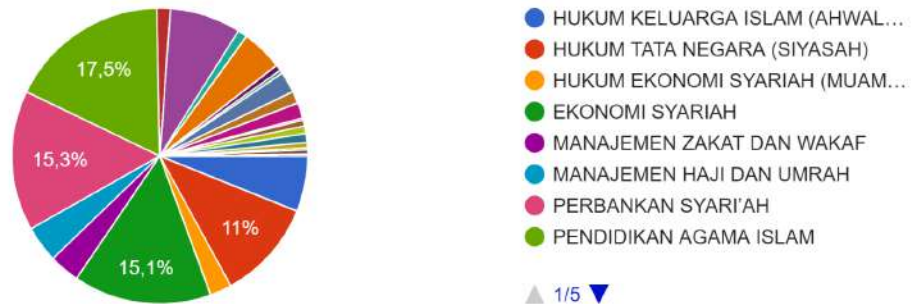 17,5%
15,3%
15,1%
11%
HUKUM KELUARGA ISLAM (AHWAL...
HUKUM TATA NEGARA (SIYASAH)
HUKUM EKONOMI SYARIAH (MUAM...
EKONOMI SYARIAH
MANAJEMEN ZAKAT DAN WAKAF
MANAJEMEN HAJI DAN UMRAH
PERBANKAN SYARI'AH
PENDIDIKAN AGAMA ISLAM
1/5